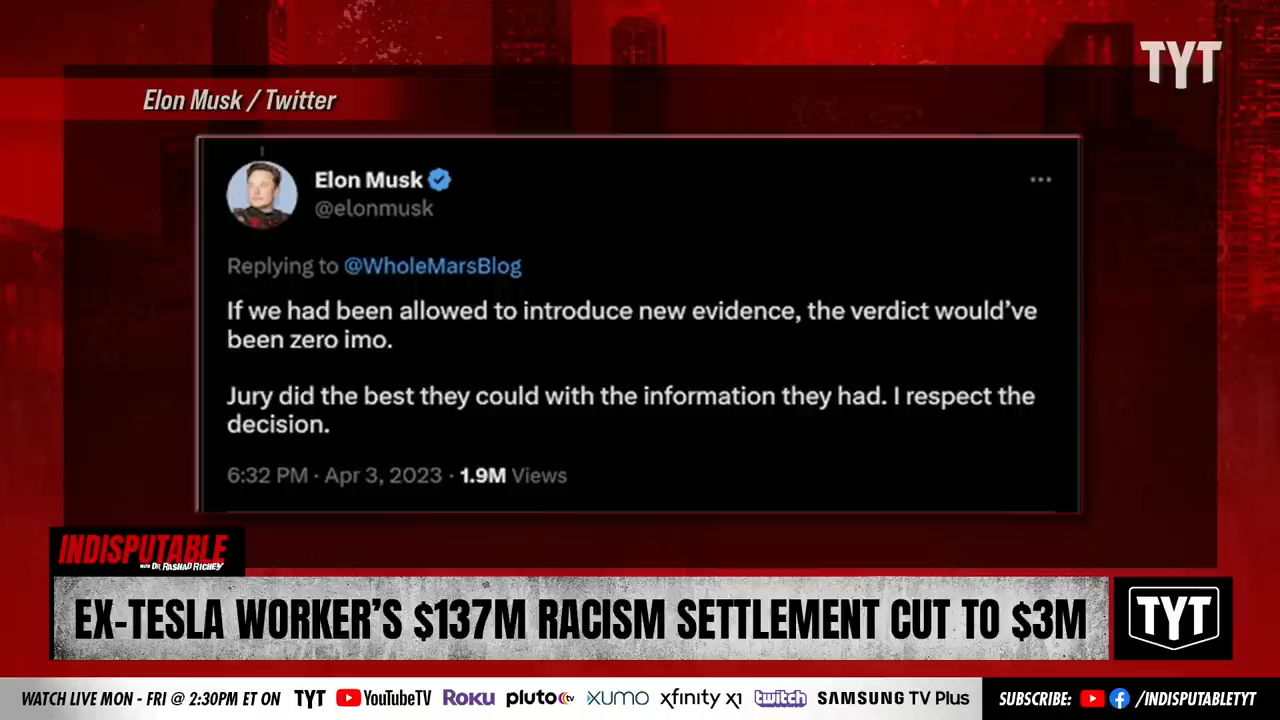 TYT
Elon Musk / Twitter
Elon Musk
@elonmusk
Replying to @WholeMarsBlog
If we had been allowed to introduce new evidence, the verdict would've
been zero imo.
Jury did the best they could with the information they had. I respect the
decision.
6:32 PM · Apr 3, 2023 · 1.9M Views
INDISPUTABLE
WITH DR. RASHAD RICHEY
EX-TESLA WORKER'S $137M RACISM SETTLEMENT CUT TO $3M
TYT
WATCH LIVE MON - FRI @ 2:30PM ET ON TYT YouTubeTV ROKU pluto tv xumo xfinity x1 twitch SAMSUNG TV Plus SUBSCRIBE: /INDISPUTABLETYT